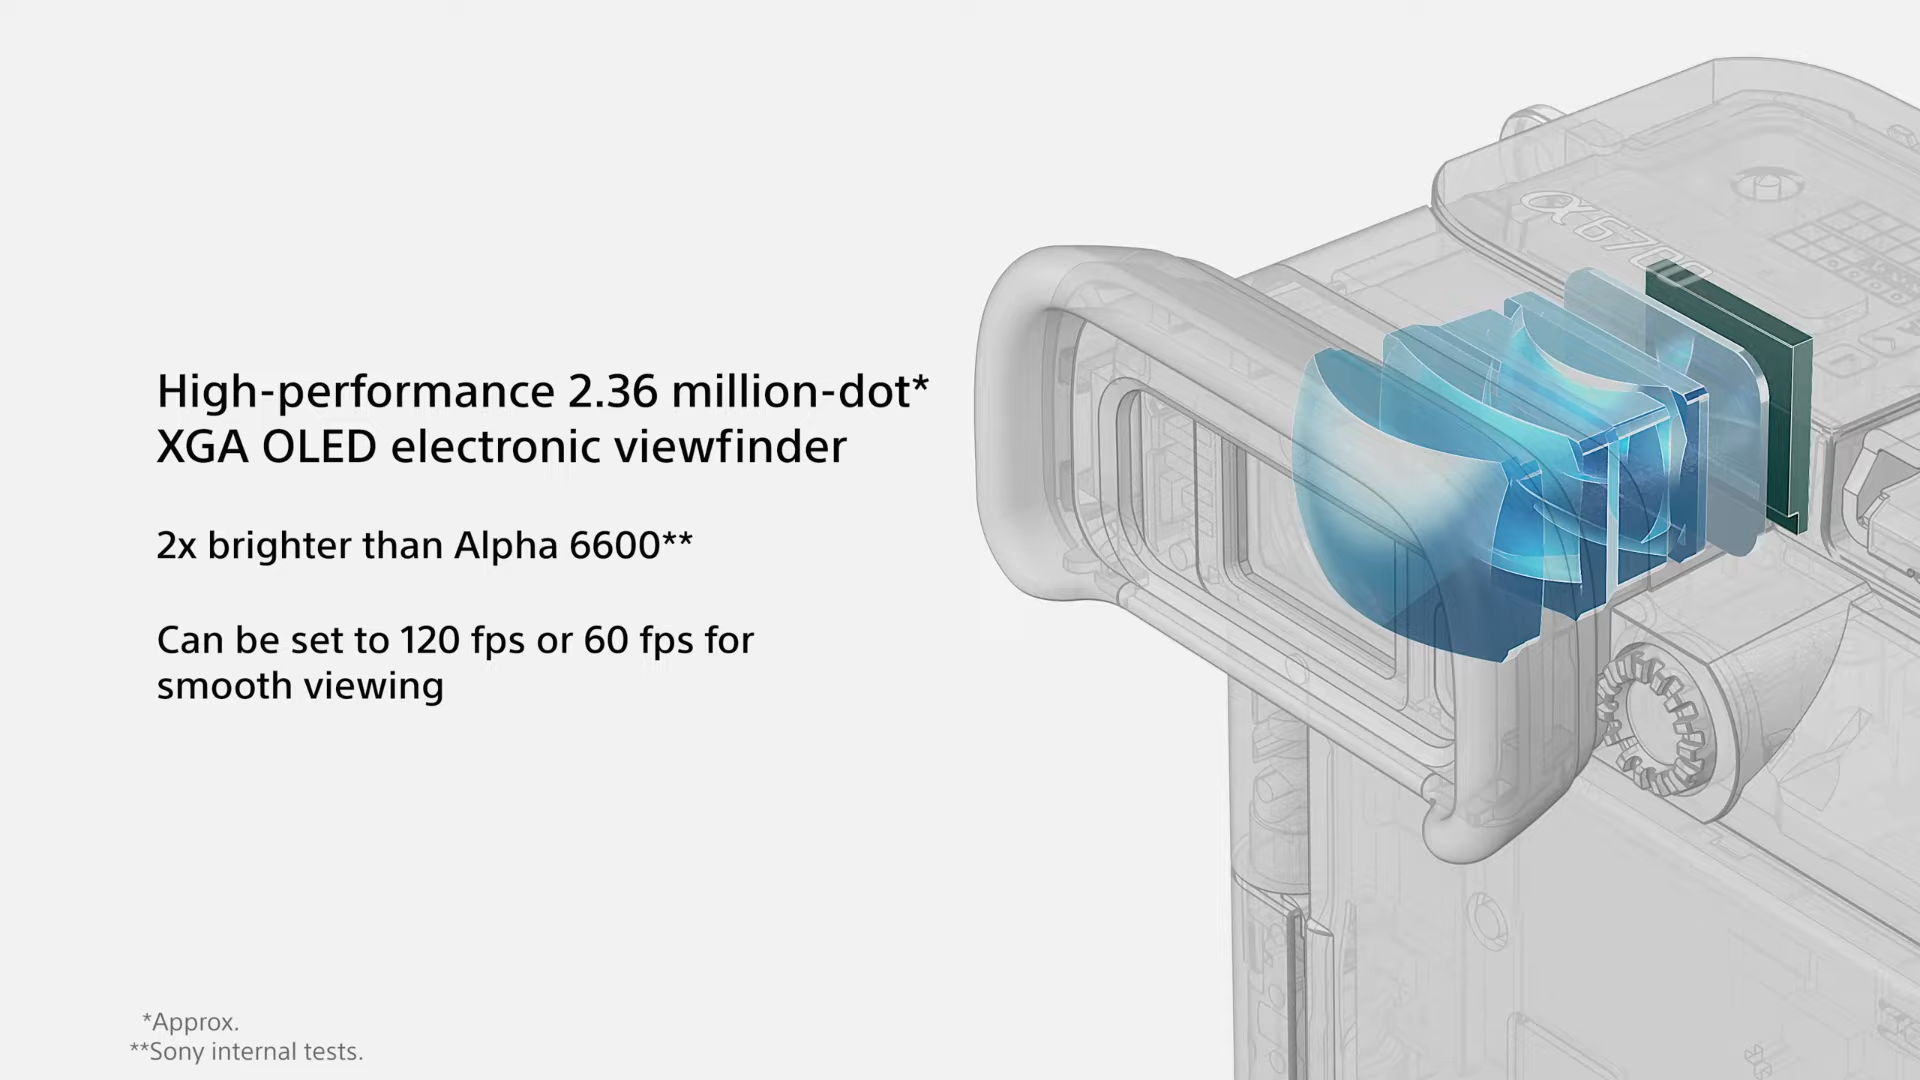 α6700
High-performance 2.36 million-dot*
XGA OLED electronic viewfinder
2x brighter than Alpha 6600**
Can be set to 120 fps or 60 fps for
smooth viewing
*Approx.
**Sony internal tests.